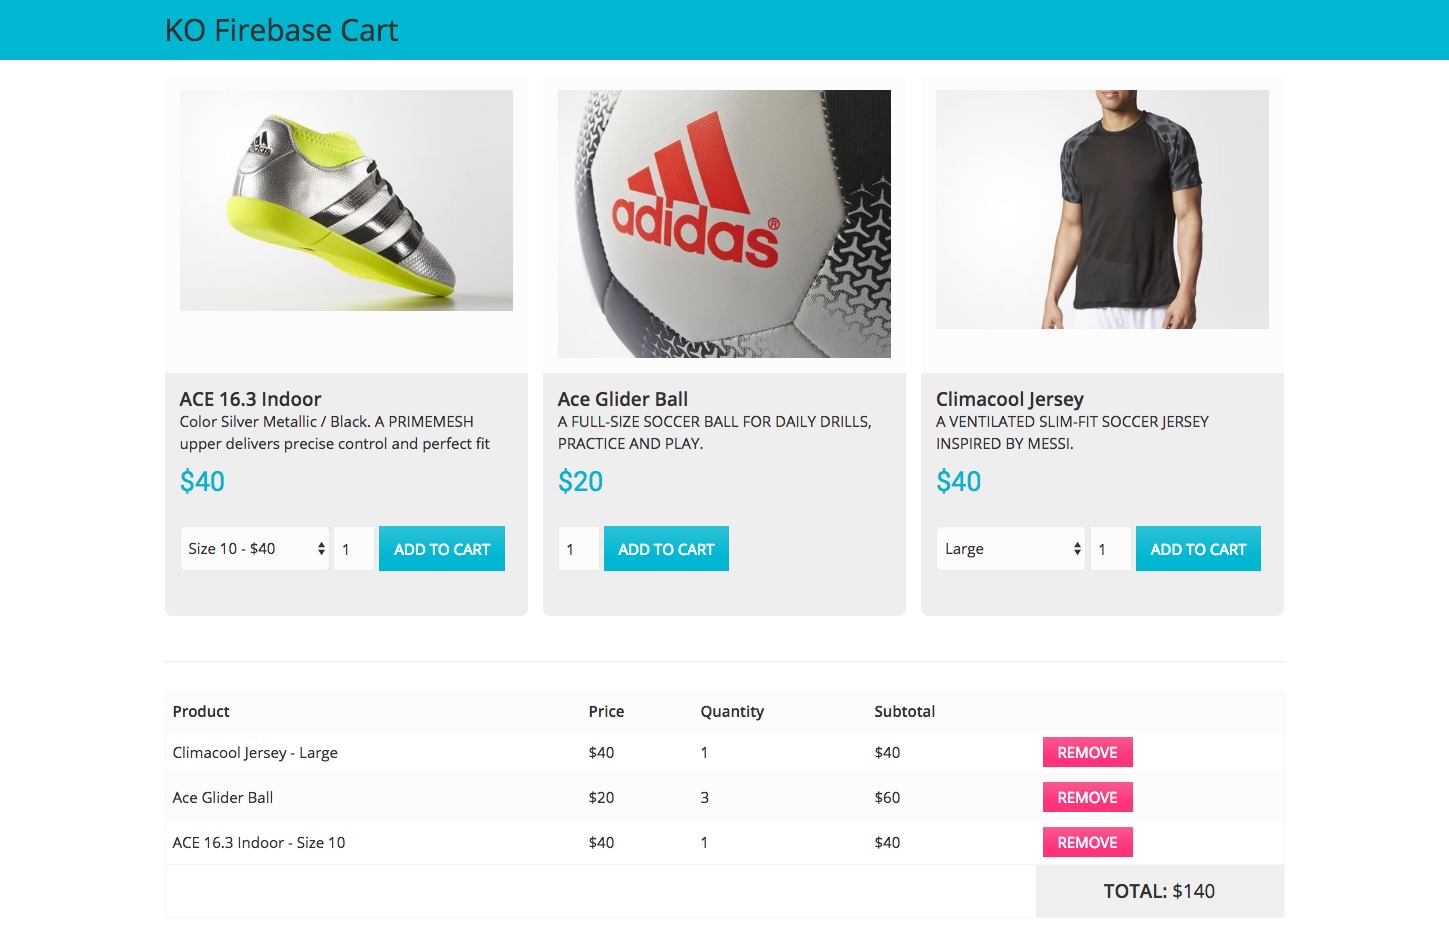 KO Firebase Cart
adidas
adidas®
ACE 16.3 Indoor
Color Silver Metallic / Black. A PRIMEMESH
upper delivers precise control and perfect fit
$40
Size 10 - $40 1 ADD TO CART
Ace Glider Ball
A FULL-SIZE SOCCER BALL FOR DAILY DRILLS,
PRACTICE AND PLAY.
$20
1 ADD TO CART
Climacool Jersey
A VENTILATED SLIM-FIT SOCCER JERSEY
INSPIRED BY MESSI.
$40
Large 1 ADD TO CART
Product Price Quantity Subtotal
Climacool Jersey - Large $40 1 $40 REMOVE
Ace Glider Ball $20 3 $60 REMOVE
ACE 16.3 Indoor - Size 10 $40 1 $40 REMOVE
TOTAL: $140